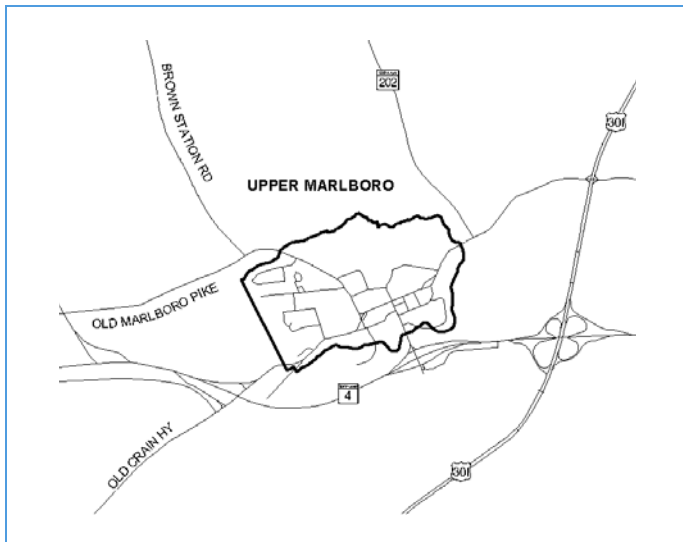 BROWN STATION RD
202
301
UPPER MARLBORO
OLD MARLBORO PIKE
4
OLD CRAIN HY
301